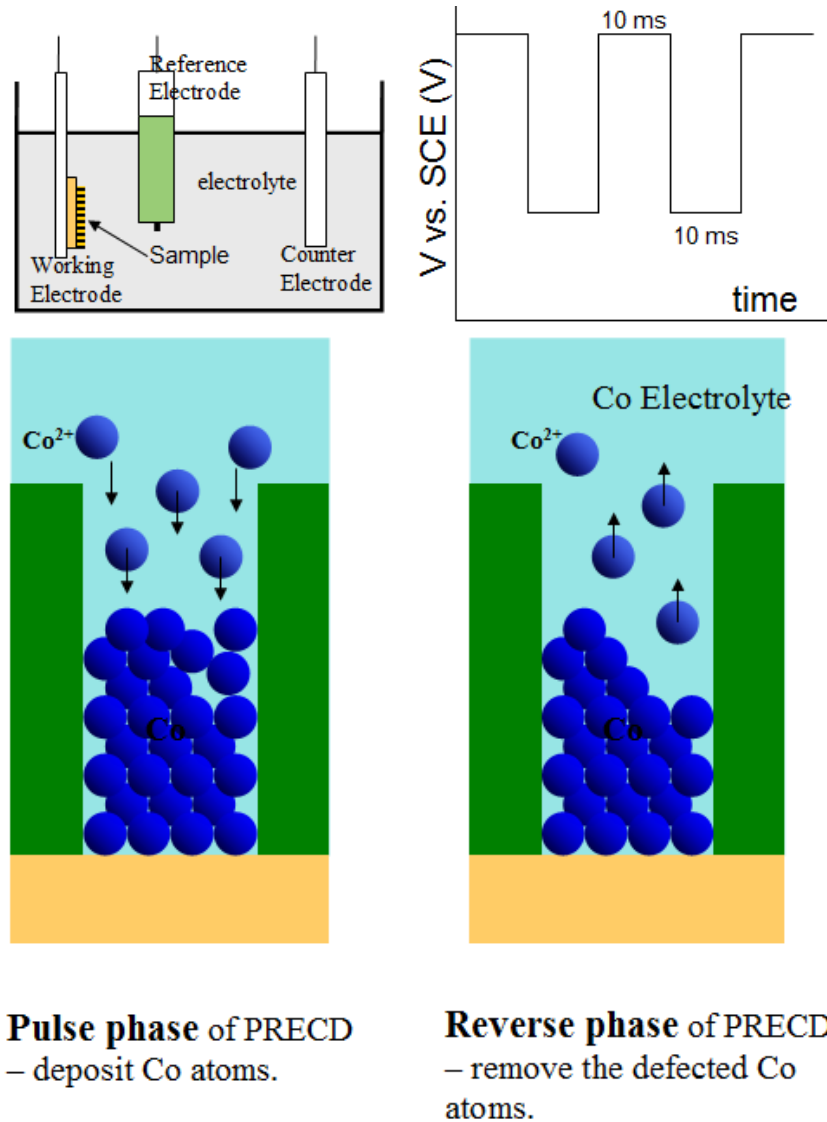 Reference
Electrode
electrolyte
Sample
Working
Electrode
Counter
Electrode
V vs. SCE (V)
10 ms
10 ms
time
Co²⁺
Co
Co Electrolyte
Co²⁺
Co
Pulse phase of PRECD
– deposit Co atoms.
Reverse phase of PRECD
– remove the defected Co
atoms.